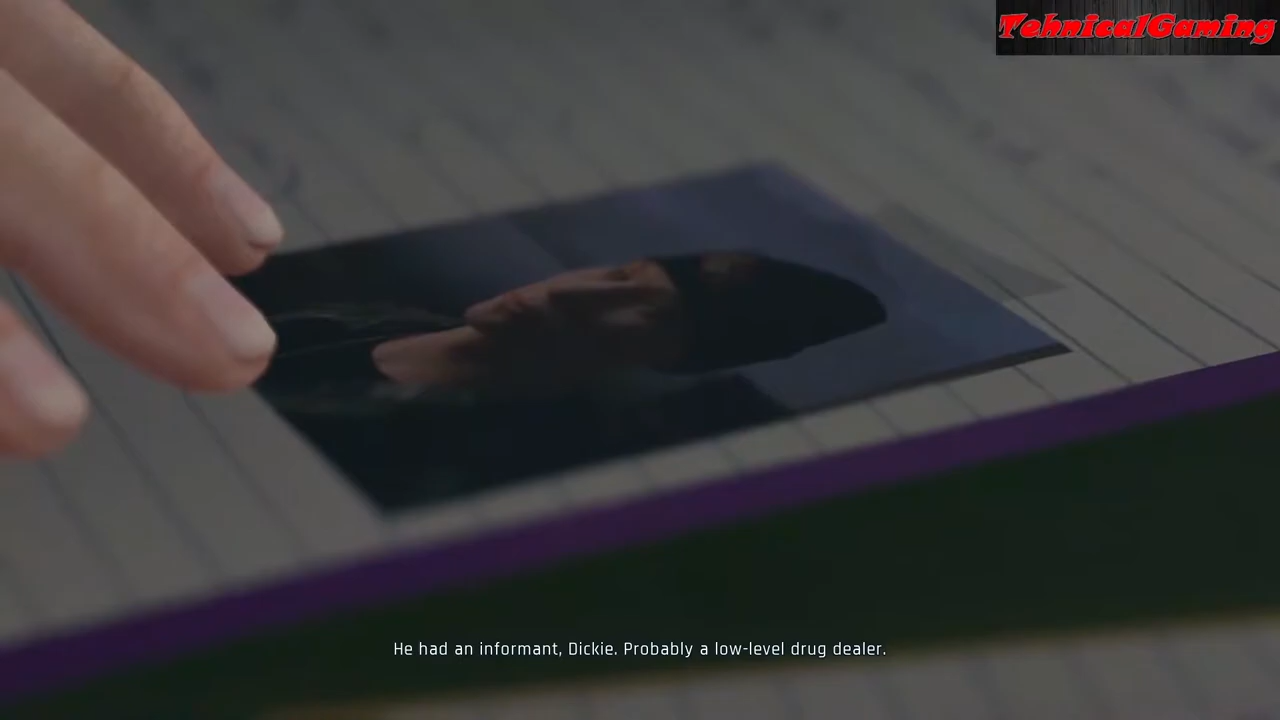 TehnicalGaming
He had an informant, Dickie. Probably a low-level drug dealer.